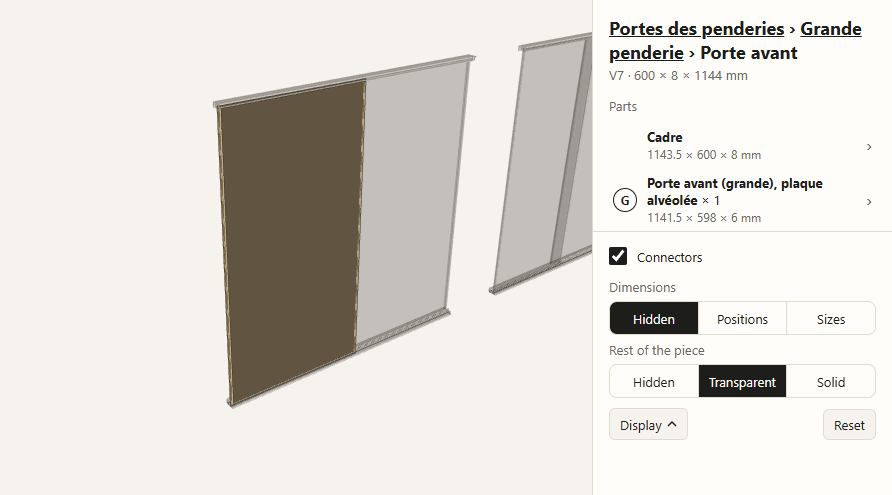 Portes des penderies › Grande
penderie › Porte avant
V7 · 600 × 8 × 1144 mm
Parts
Cadre
1143.5 × 600 × 8 mm
›
G
Porte avant (grande), plaque
alvéolée × 1
1141.5 × 598 × 6 mm
›
Connectors
Dimensions
Hidden Positions Sizes
Rest of the piece
Hidden Transparent Solid
Display Reset